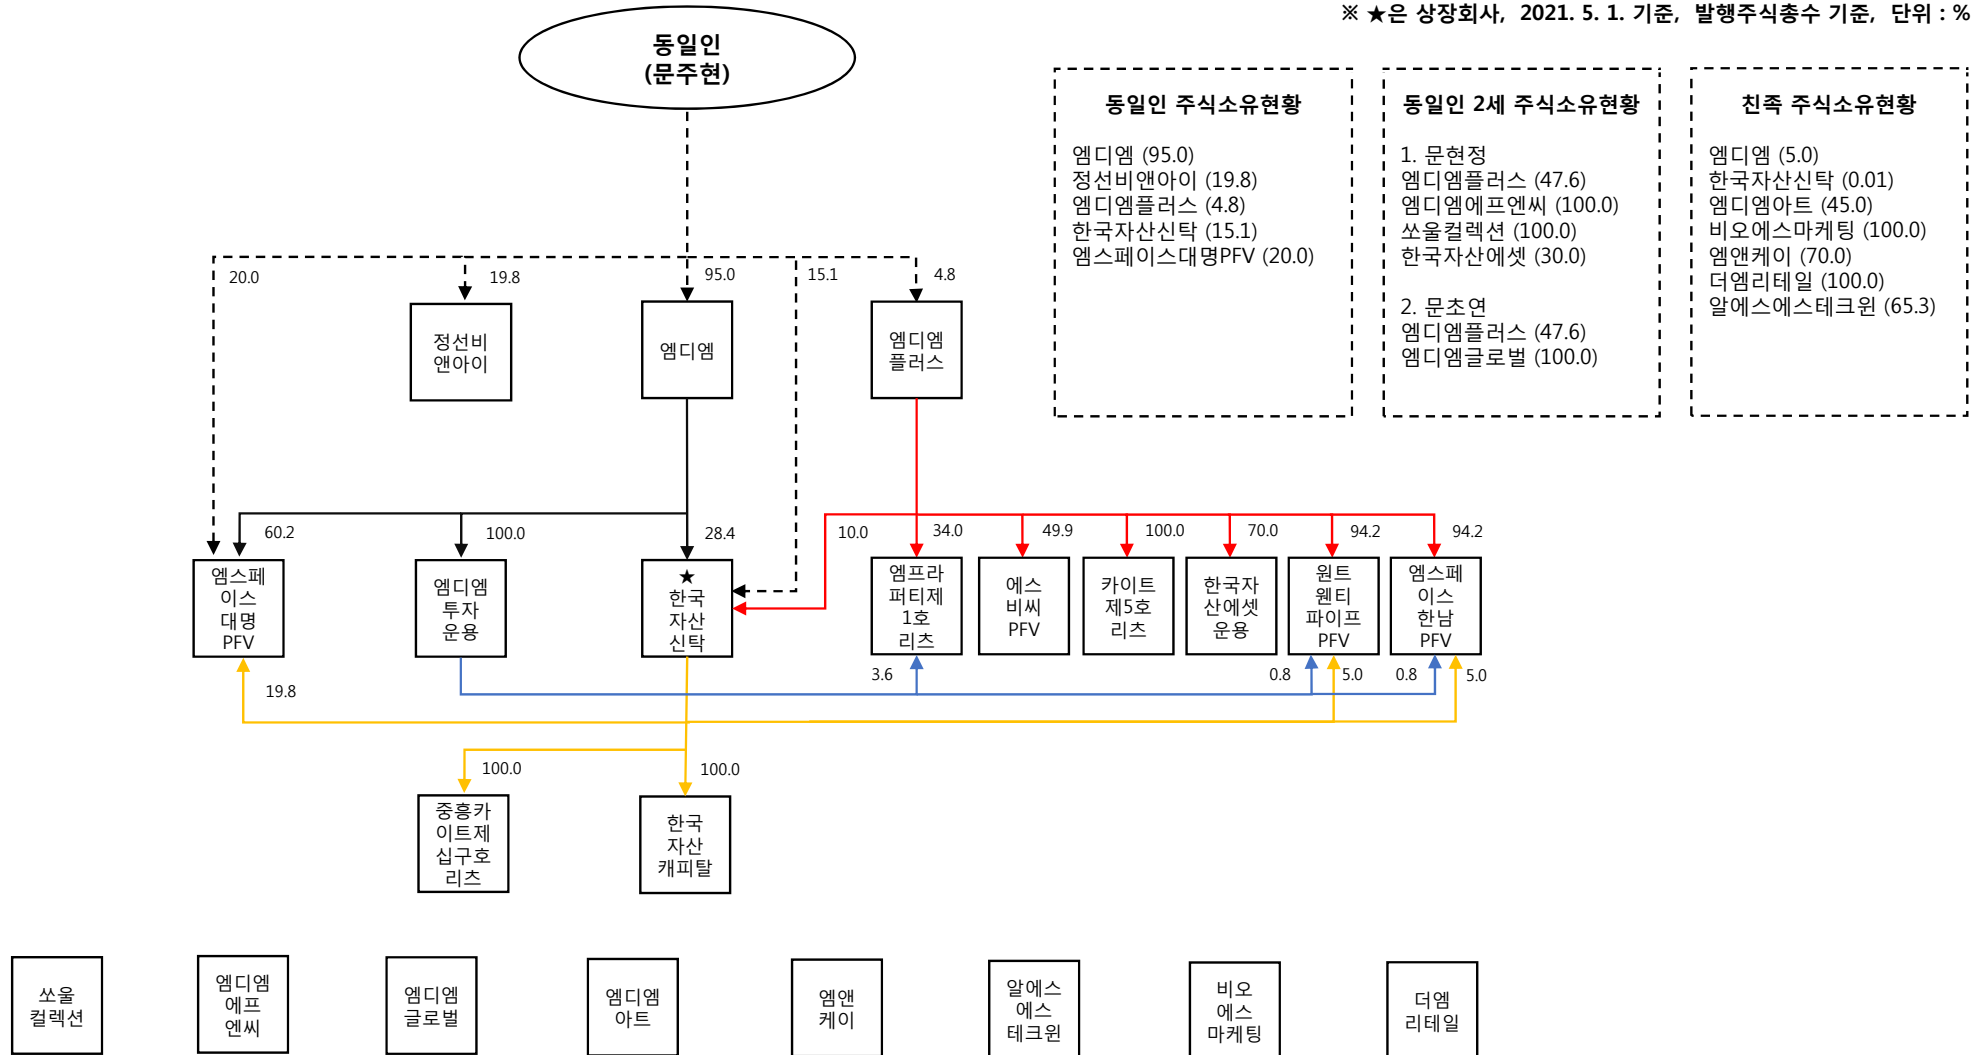 ※ ★은 상장회사, 2021. 5. 1. 기준, 발행주식총수 기준, 단위 : %
동일인
(문주현)
동일인 주식소유현황
엠디엠 (95.0)
정선비앤아이 (19.8)
엠디엠플러스 (4.8)
한국자산신탁 (15.1)
엠스페이스대명PFV (20.0)
동일인 2세 주식소유현황
1. 문현정
엠디엠플러스 (47.6)
엠디엠에프엔씨 (100.0)
쏘울컬렉션 (100.0)
한국자산에셋 (30.0)
2. 문초연
엠디엠플러스 (47.6)
엠디엠글로벌 (100.0)
친족 주식소유현황
엠디엠 (5.0)
한국자산신탁 (0.01)
엠디엠아트 (45.0)
비오에스마케팅 (100.0)
엠앤케이 (70.0)
더엠리테일 (100.0)
알에스에스테크윈 (65.3)
20.0
19.8
95.0
15.1
4.8
정선비
앤아이
엠디엠
엠디엠
플러스
60.2
100.0
28.4
10.0
34.0
49.9
100.0
70.0
94.2
94.2
엠스페
이스
대명
PFV
엠디엠
투자
운용
★
한국
자산
신탁
엠프라
퍼티제
1호
리츠
에스
비씨
PFV
카이트
제5호
리츠
한국자
산에셋
운용
원트
웬티
파이프
PFV
엠스페
이스
한남
PFV
19.8
3.6
0.8
5.0
0.8
5.0
100.0
100.0
중흥카
이트제
십구호
리츠
한국
자산
캐피탈
쏘울
컬렉션
엠디엠
에프
엔씨
엠디엠
글로벌
엠디엠
아트
엠앤
케이
알에스
에스
테크윈
비오
에스
마케팅
더엠
리테일